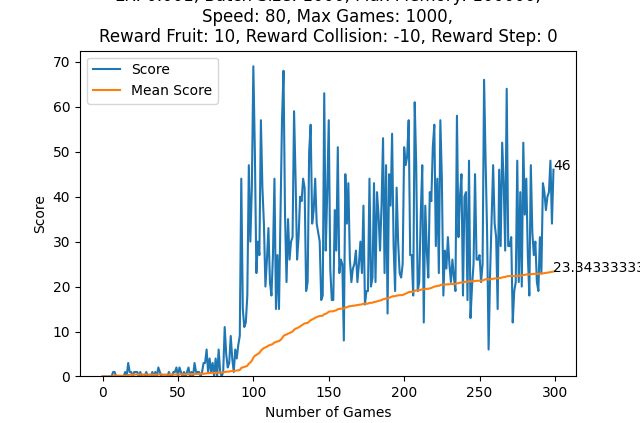 Speed: 80, Max Games: 1000,
Reward Fruit: 10, Reward Collision: -10, Reward Step: 0
Score
Mean Score
70
60
50
40
30
20
10
0
Score
46
23.34333333
0
50
100
150
200
250
300
Number of Games